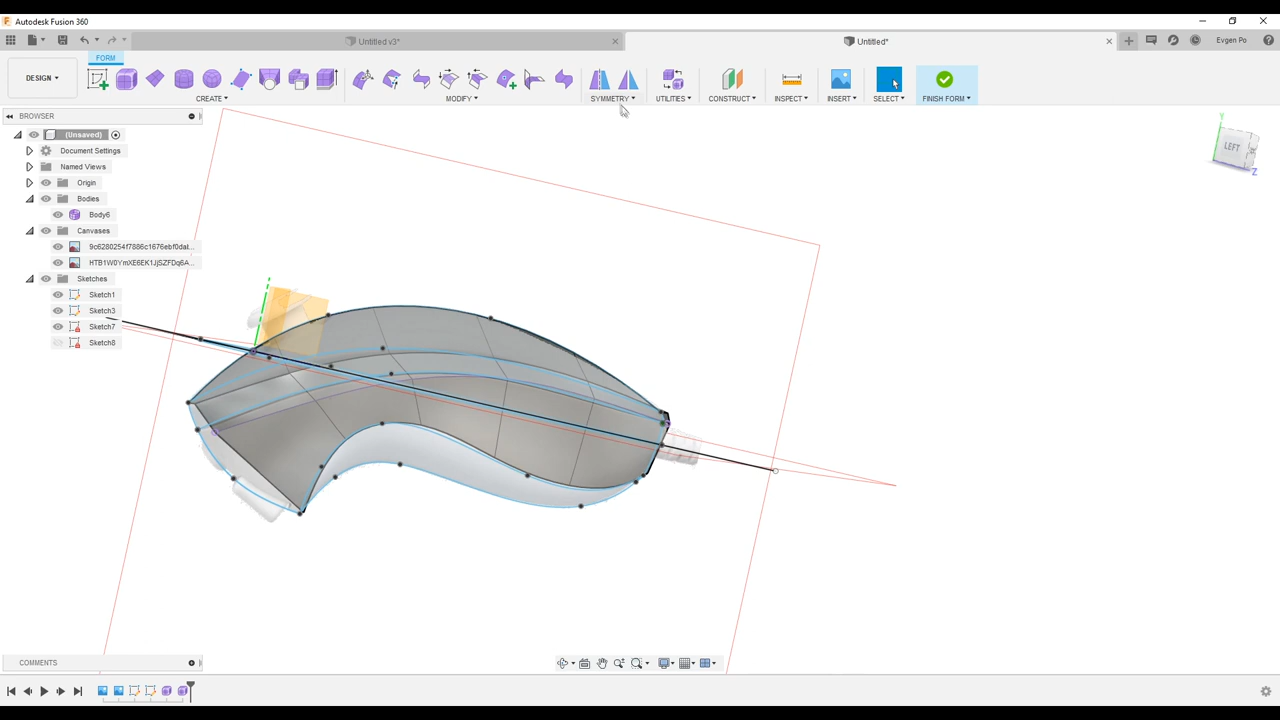 Autodesk Fusion 360
Untitled v3*
Untitled*
Evgen Po
FORM
DESIGN
CREATE
MODIFY
SYMMETRY
UTILITIES
CONSTRUCT
INSPECT
INSERT
SELECT
FINISH FORM
BROWSER
(Unsaved)
Document Settings
Named Views
Origin
Bodies
Body6
Canvases
9c6280254f7886c1676ebf0dat...
HTB1W0YmXE6EK1JjSZFDq6A...
Sketches
Sketch1
Sketch3
Sketch7
Sketch8
Y
LEFT
Z
COMMENTS